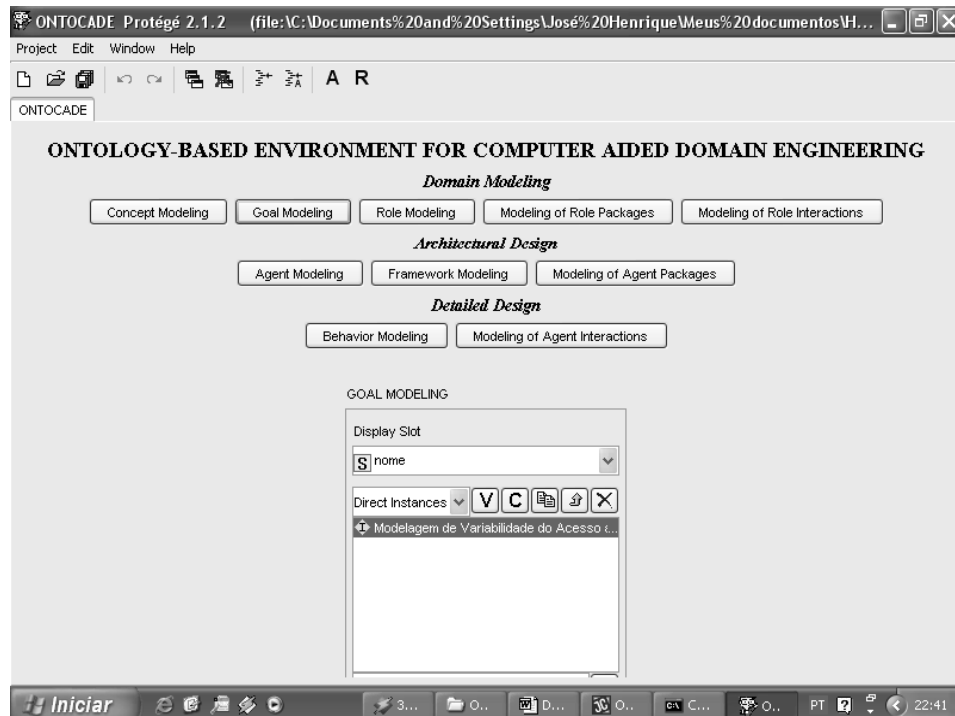 ONTOCADE Protégé 2.1.2 (file:\C:\Documents%20and%20Settings\José%20Henrique\Meus%20documentos\H...
Project Edit Window Help
A R
ONTOCADE
ONTOLOGY-BASED ENVIRONMENT FOR COMPUTER AIDED DOMAIN ENGINEERING
Domain Modeling
Concept Modeling Goal Modeling Role Modeling Modeling of Role Packages Modeling of Role Interactions
Architectural Design
Agent Modeling Framework Modeling Modeling of Agent Packages
Detailed Design
Behavior Modeling Modeling of Agent Interactions
GOAL MODELING
Display Slot
S nome
Direct Instances V C
I Modelagem de Variabilidade do Acesso a...
Iniciar 3... O.. D... O.. C... O.. PT 22:41